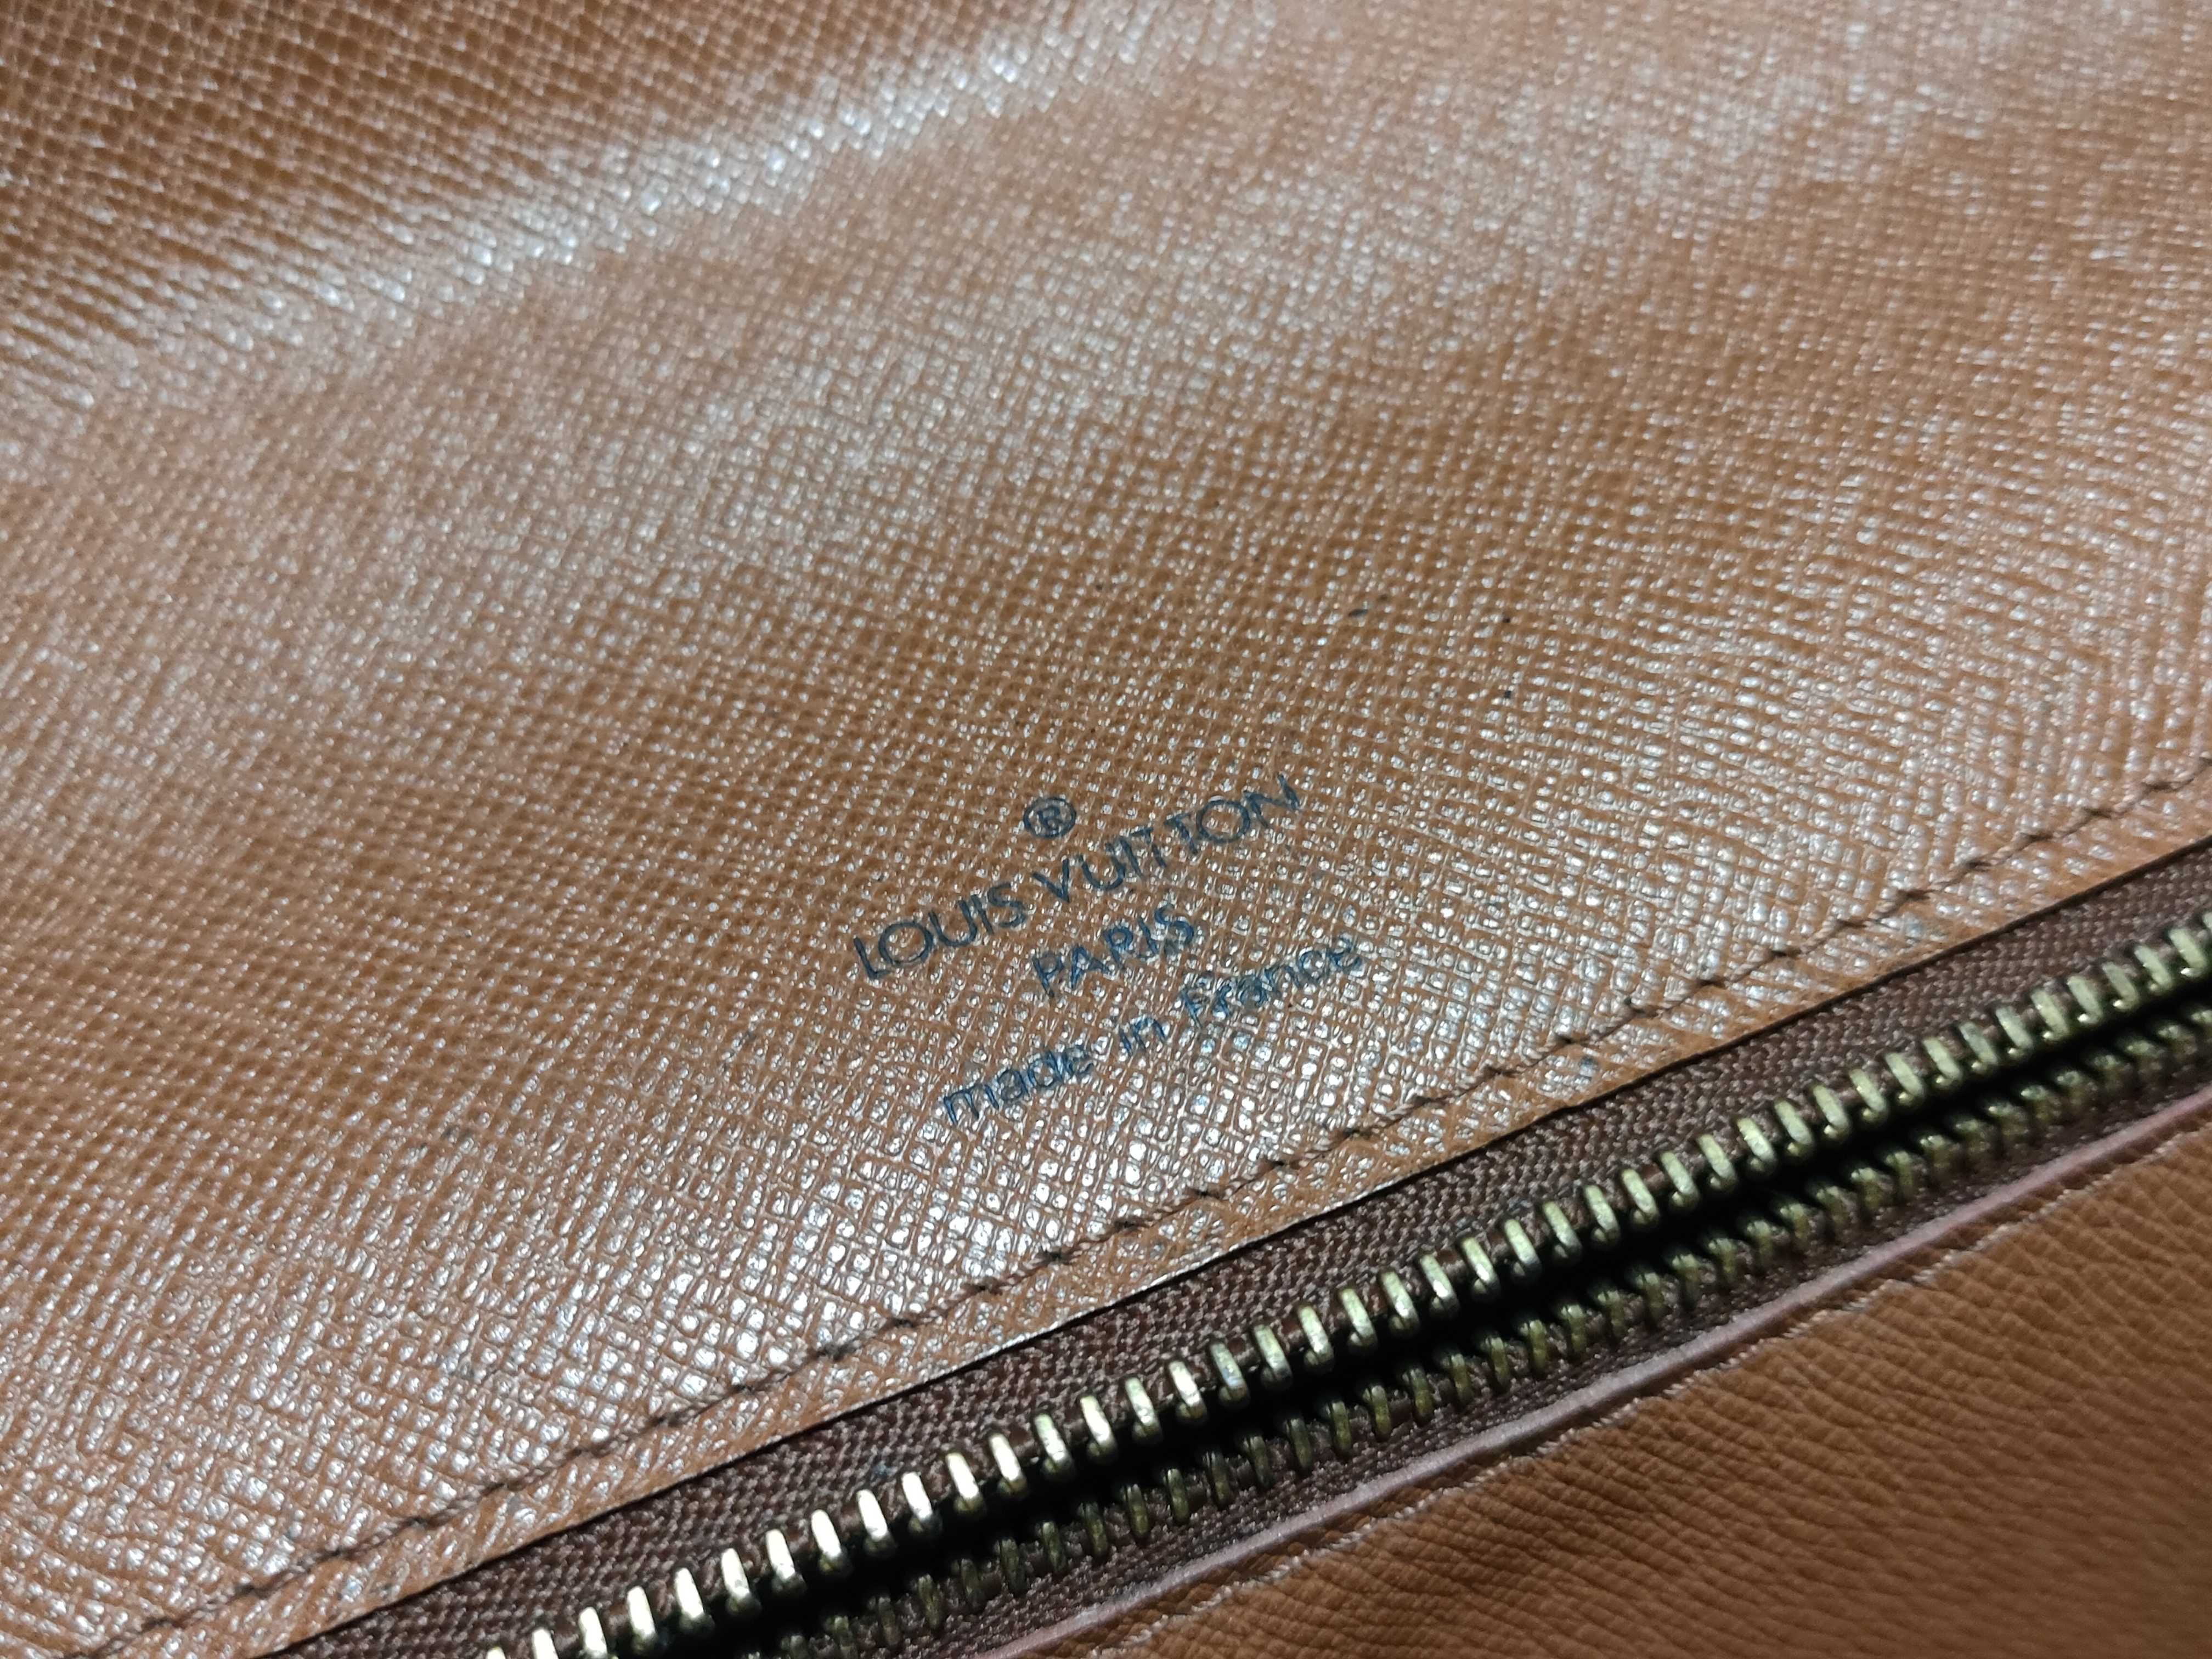 ®
LOUIS VUITTON
PARIS
made in France